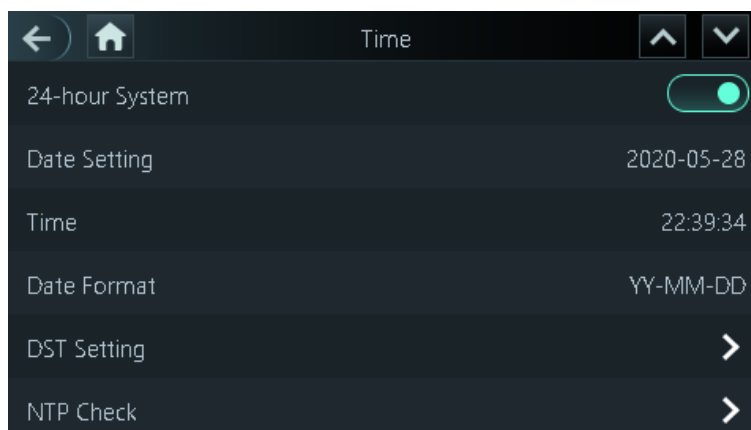 Time
24-hour System
Date Setting 2020-05-28
Time 22:39:34
Date Format YY-MM-DD
DST Setting
NTP Check